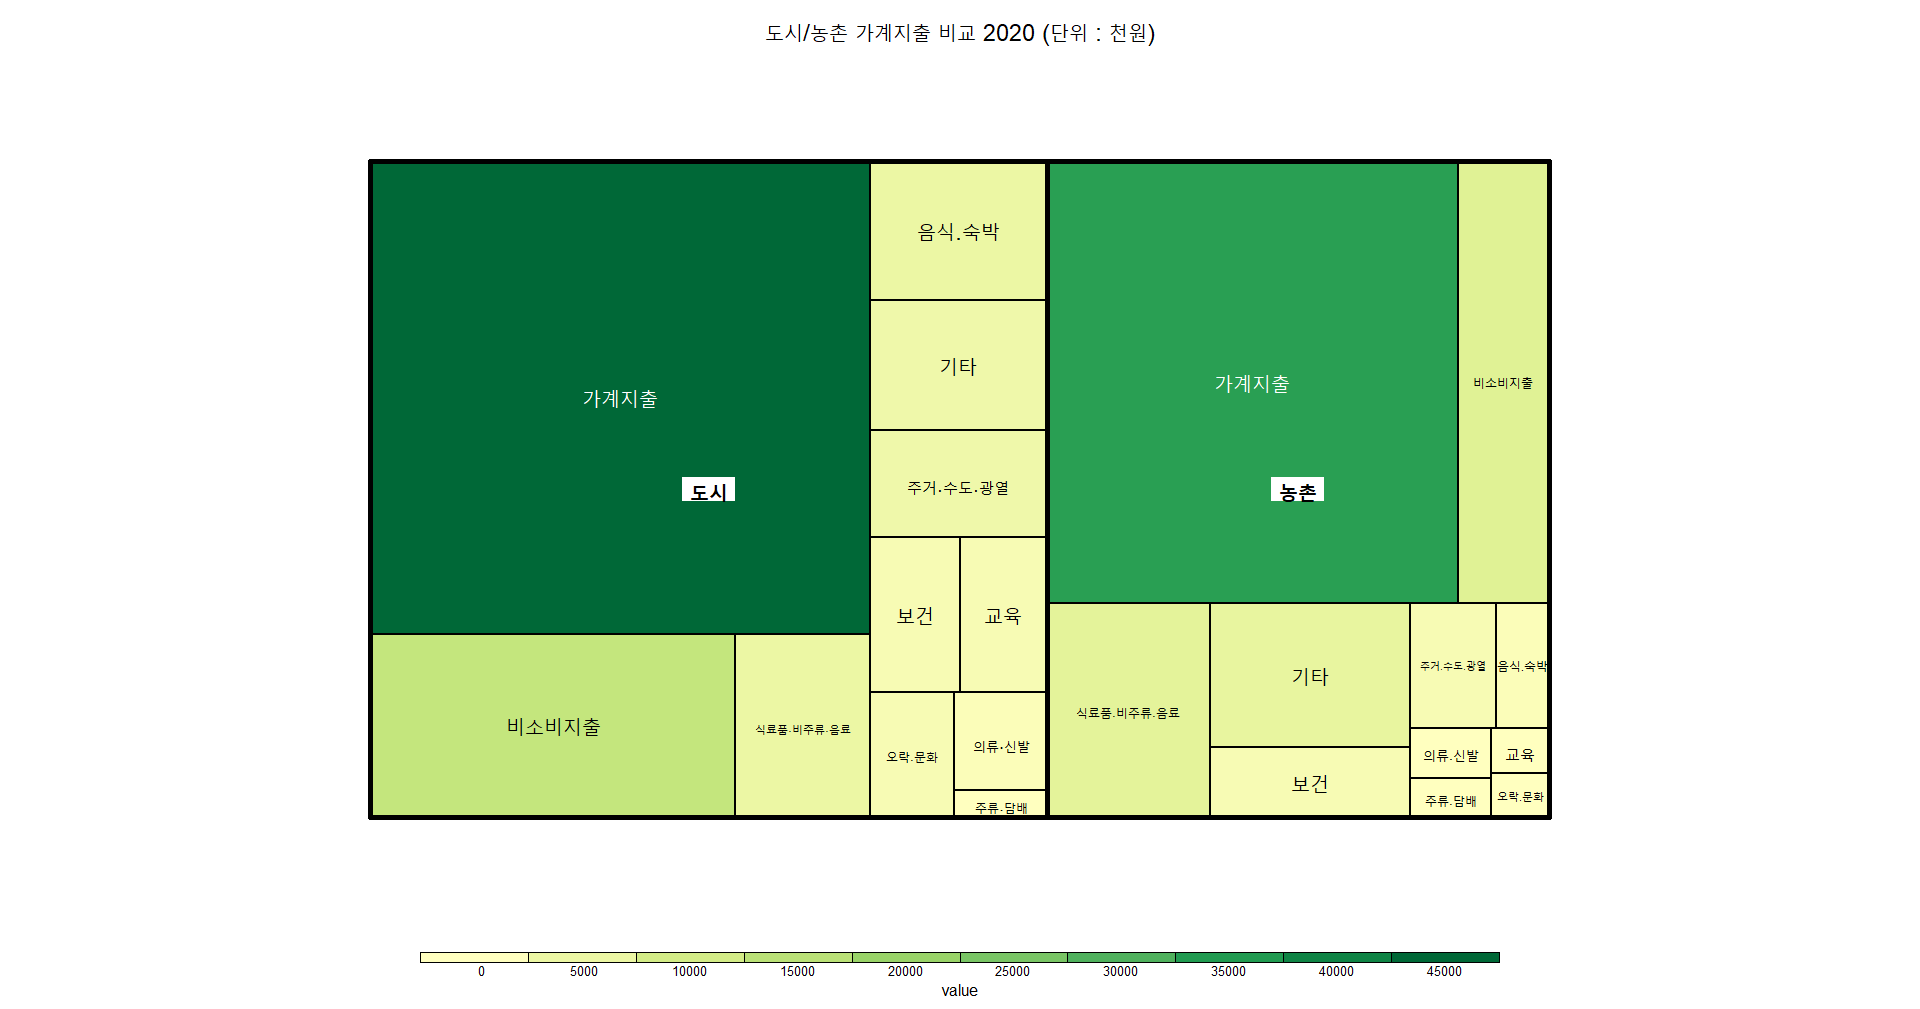 도시/농촌 가계지출 비교 2020 (단위 : 천원)
가계지출
도시
비소비지출
식료품.비주류.음료
음식.숙박
기타
주거.수도.광열
보건
교육
오락.문화
의류.신발
주류.담배
가계지출
농촌
비소비지출
식료품.비주류.음료
기타
보건
주거.수도.광열
음식.숙박
의류.신발
교육
주류.담배
오락.문화
0 5000 10000 15000 20000 25000 30000 35000 40000 45000
value